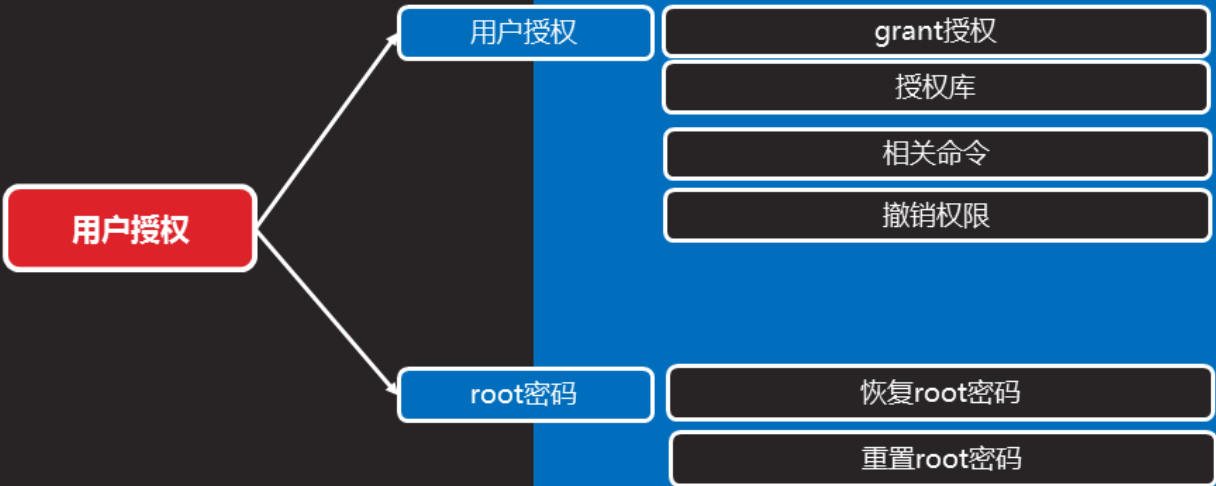 用户授权
用户授权
grant授权
授权库
相关命令
撤销权限
root密码
恢复root密码
重置root密码